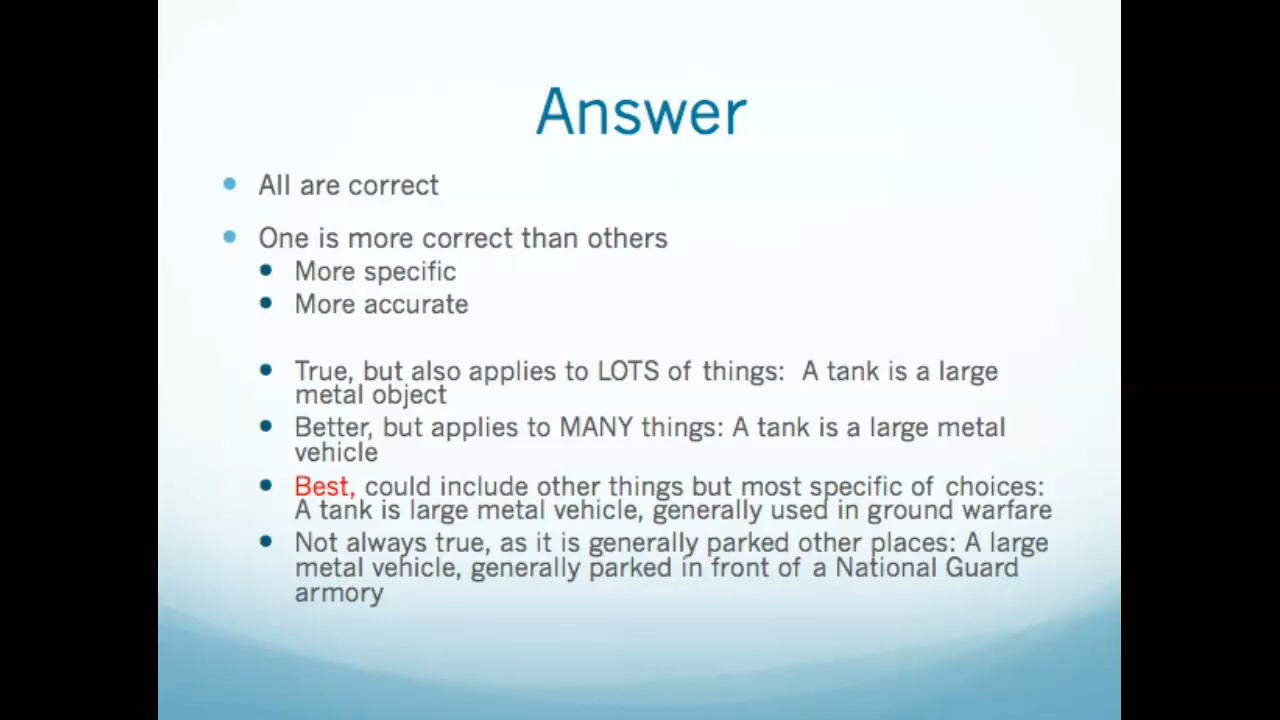 Answer
All are correct
One is more correct than others
More specific
More accurate
True, but also applies to LOTS of things: A tank is a large
metal object
Better, but applies to MANY things: A tank is a large metal
vehicle
Best, could include other things but most specific of choices:
A tank is large metal vehicle, generally used in ground warfare
Not always true, as it is generally parked other places: A large
metal vehicle, generally parked in front of a National Guard
armory